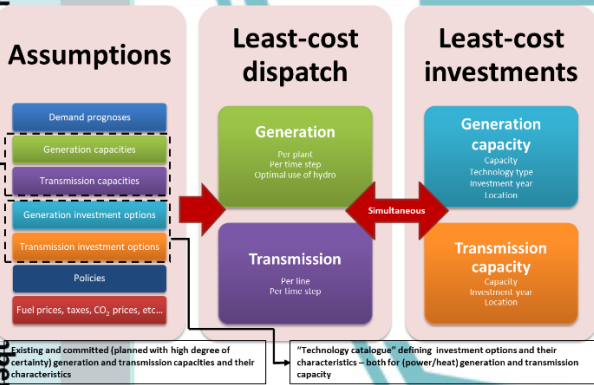 Assumptions
Demand prognoses
Generation capacities
Transmission capacities
Generation investment options
Transmission investment options
Policies
Fuel prices, taxes, CO₂ prices, etc...
Least-cost
dispatch
Generation
Per plant
Per time step
Optimal use of hydro
Transmission
Per line
Per time step
Simultaneous
Least-cost
investments
Generation
capacity
Capacity
Technology type
Investment year
Location
Transmission
capacity
Capacity
Investment year
Location
Existing and committed (planned with high degree of
certainty) generation and transmission capacities and their
characteristics
"Technology catalogue" defining investment options and their
characteristics – both for (power/heat) generation and transmission
capacity